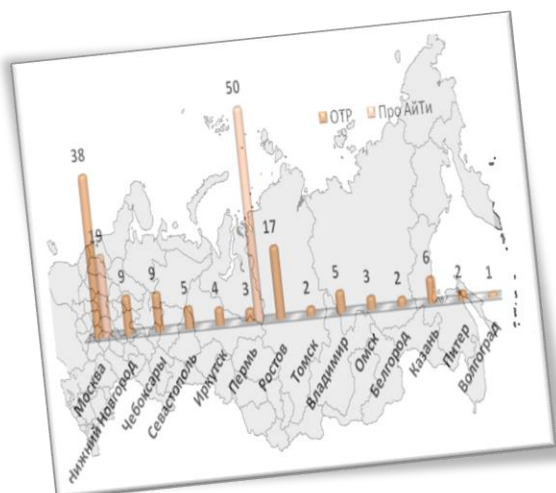 50
ОТР
Про АйТи
38
19
9
9
5
4
3
17
2
5
3
2
6
2
1
Москва
Нижний Новгород
Чебоксары
Севастополь
Иркутск
Пермь
Ростов
Томск
Владимир
Омск
Белгород
Казань
Питер
Волгоград